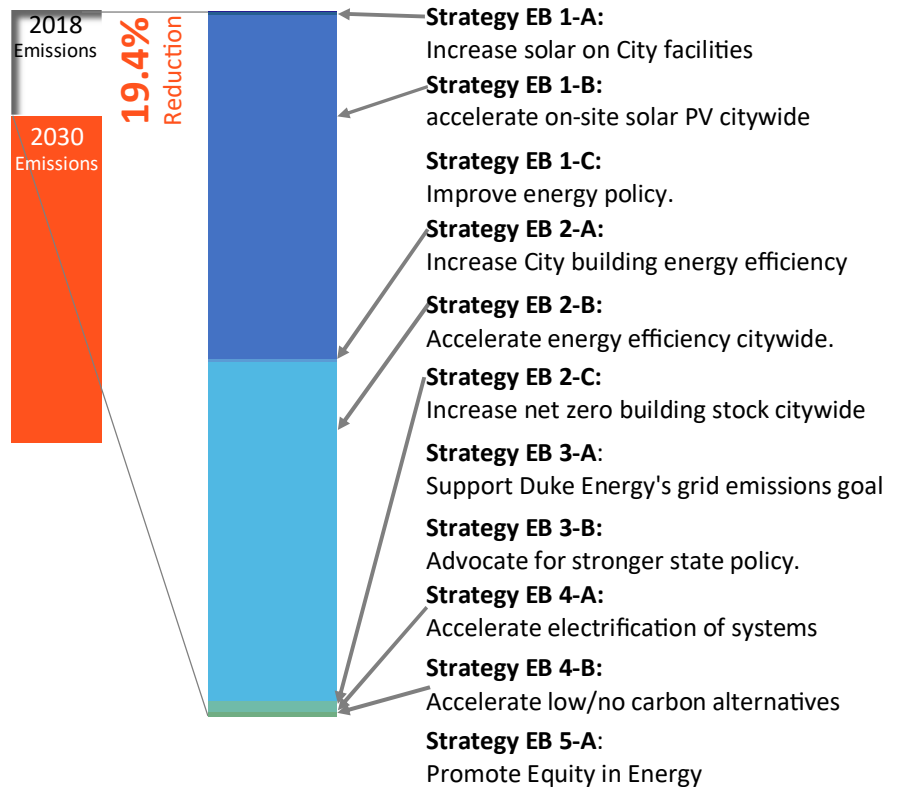 2018
Emissions
19.4%
Reduction
2030
Emissions
Strategy EB 1-A:
Increase solar on City facilities
Strategy EB 1-B:
accelerate on-site solar PV citywide
Strategy EB 1-C:
Improve energy policy.
Strategy EB 2-A:
Increase City building energy efficiency
Strategy EB 2-B:
Accelerate energy efficiency citywide.
Strategy EB 2-C:
Increase net zero building stock citywide
Strategy EB 3-A:
Support Duke Energy's grid emissions goal
Strategy EB 3-B:
Advocate for stronger state policy.
Strategy EB 4-A:
Accelerate electrification of systems
Strategy EB 4-B:
Accelerate low/no carbon alternatives
Strategy EB 5-A:
Promote Equity in Energy